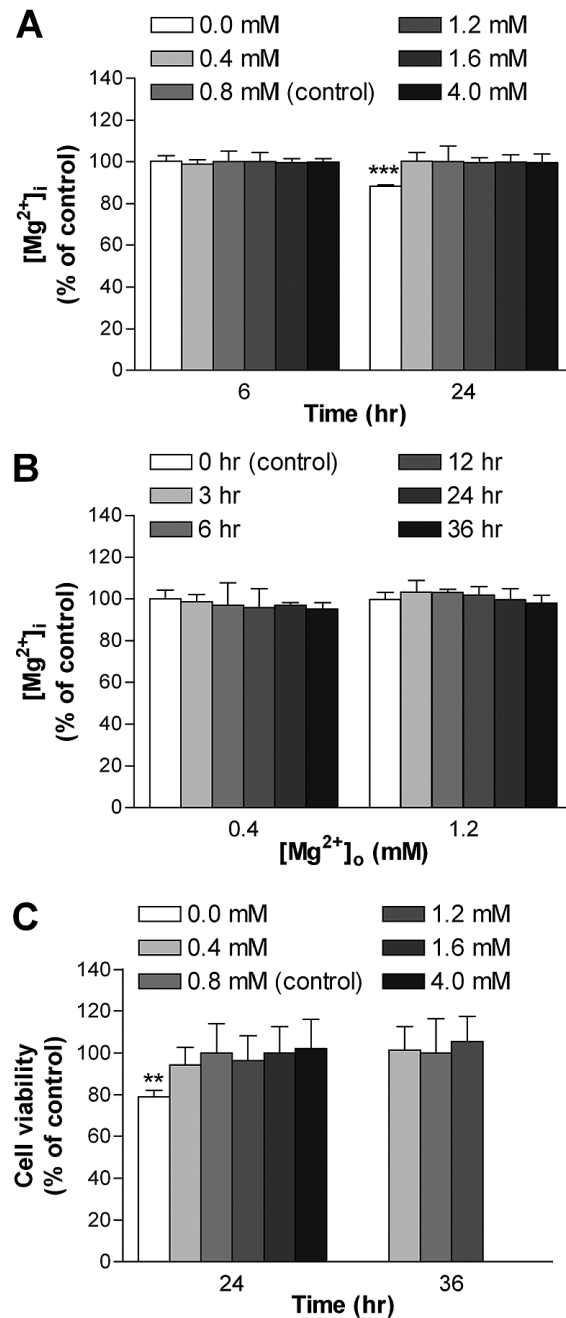 A
0.0 mM
1.2 mM
0.4 mM
1.6 mM
0.8 mM (control)
4.0 mM
[Mg2+]i
(% of control)
140
120
100
80
60
40
20
0
***
6
24
Time (hr)
B
0 hr (control)
12 hr
3 hr
24 hr
6 hr
36 hr
[Mg2+]i
(% of control)
140
120
100
80
60
40
20
0
0.4
1.2
[Mg2+]o (mM)
C
0.0 mM
1.2 mM
0.4 mM
1.6 mM
0.8 mM (control)
4.0 mM
Cell viability
(% of control)
140
120
100
80
60
40
20
0
**
24
36
Time (hr)